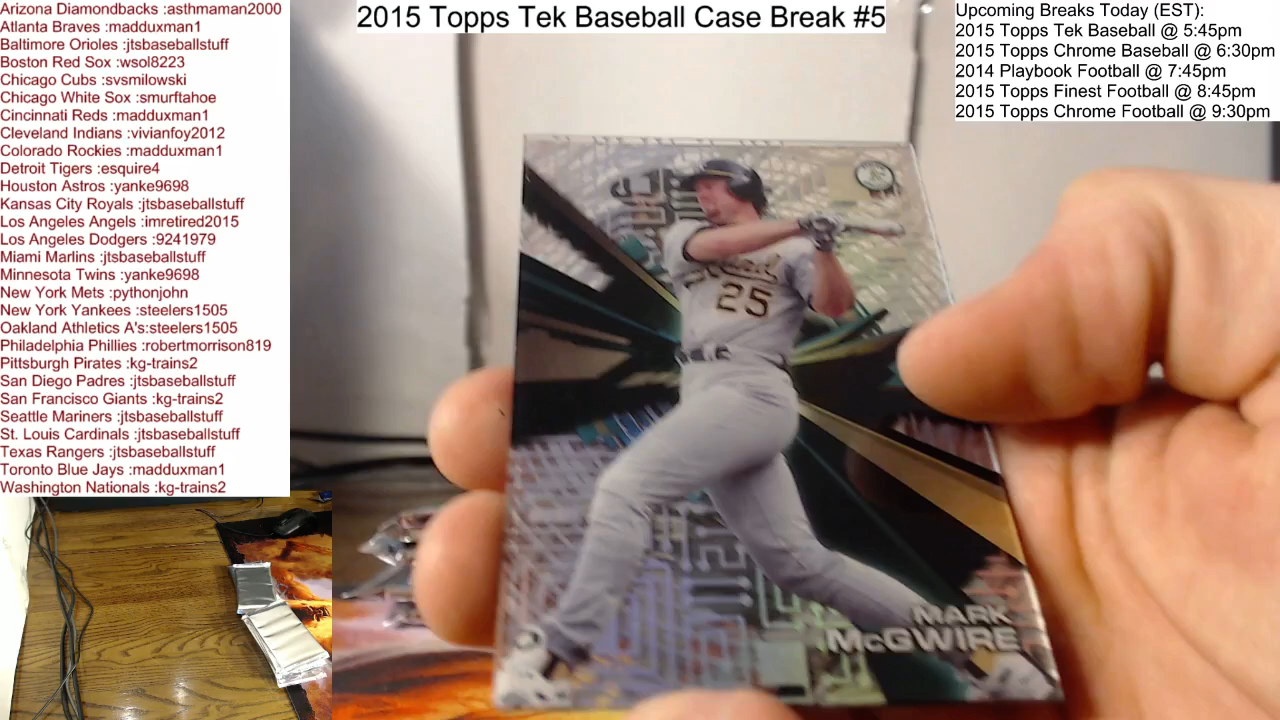 Arizona Diamondbacks :asthmaman2000
Atlanta Braves :madduxman1
Baltimore Orioles :jtsbaseballstuff
Boston Red Sox :wsol8223
Chicago Cubs :svsmilowski
Chicago White Sox :smurftahoe
Cincinnati Reds :madduxman1
Cleveland Indians :vivianfoy2012
Colorado Rockies :madduxman1
Detroit Tigers :esquire4
Houston Astros :yanke9698
Kansas City Royals :jtsbaseballstuff
Los Angeles Angels :imretired2015
Los Angeles Dodgers :9241979
Miami Marlins :jtsbaseballstuff
Minnesota Twins :yanke9698
New York Mets :pythonjohn
New York Yankees :steelers1505
Oakland Athletics A's:steelers1505
Philadelphia Phillies :robertmorrison819
Pittsburgh Pirates :kg-trains2
San Diego Padres :jtsbaseballstuff
San Francisco Giants :kg-trains2
Seattle Mariners :jtsbaseballstuff
St. Louis Cardinals :jtsbaseballstuff
Texas Rangers :jtsbaseballstuff
Toronto Blue Jays :madduxman1
Washington Nationals :kg-trains2
2015 Topps Tek Baseball Case Break #5
Upcoming Breaks Today (EST):
2015 Topps Tek Baseball @ 5:45pm
2015 Topps Chrome Baseball @ 6:30pm
2014 Playbook Football @ 7:45pm
2015 Topps Finest Football @ 8:45pm
2015 Topps Chrome Football @ 9:30pm
25
MARK
McGWIRE